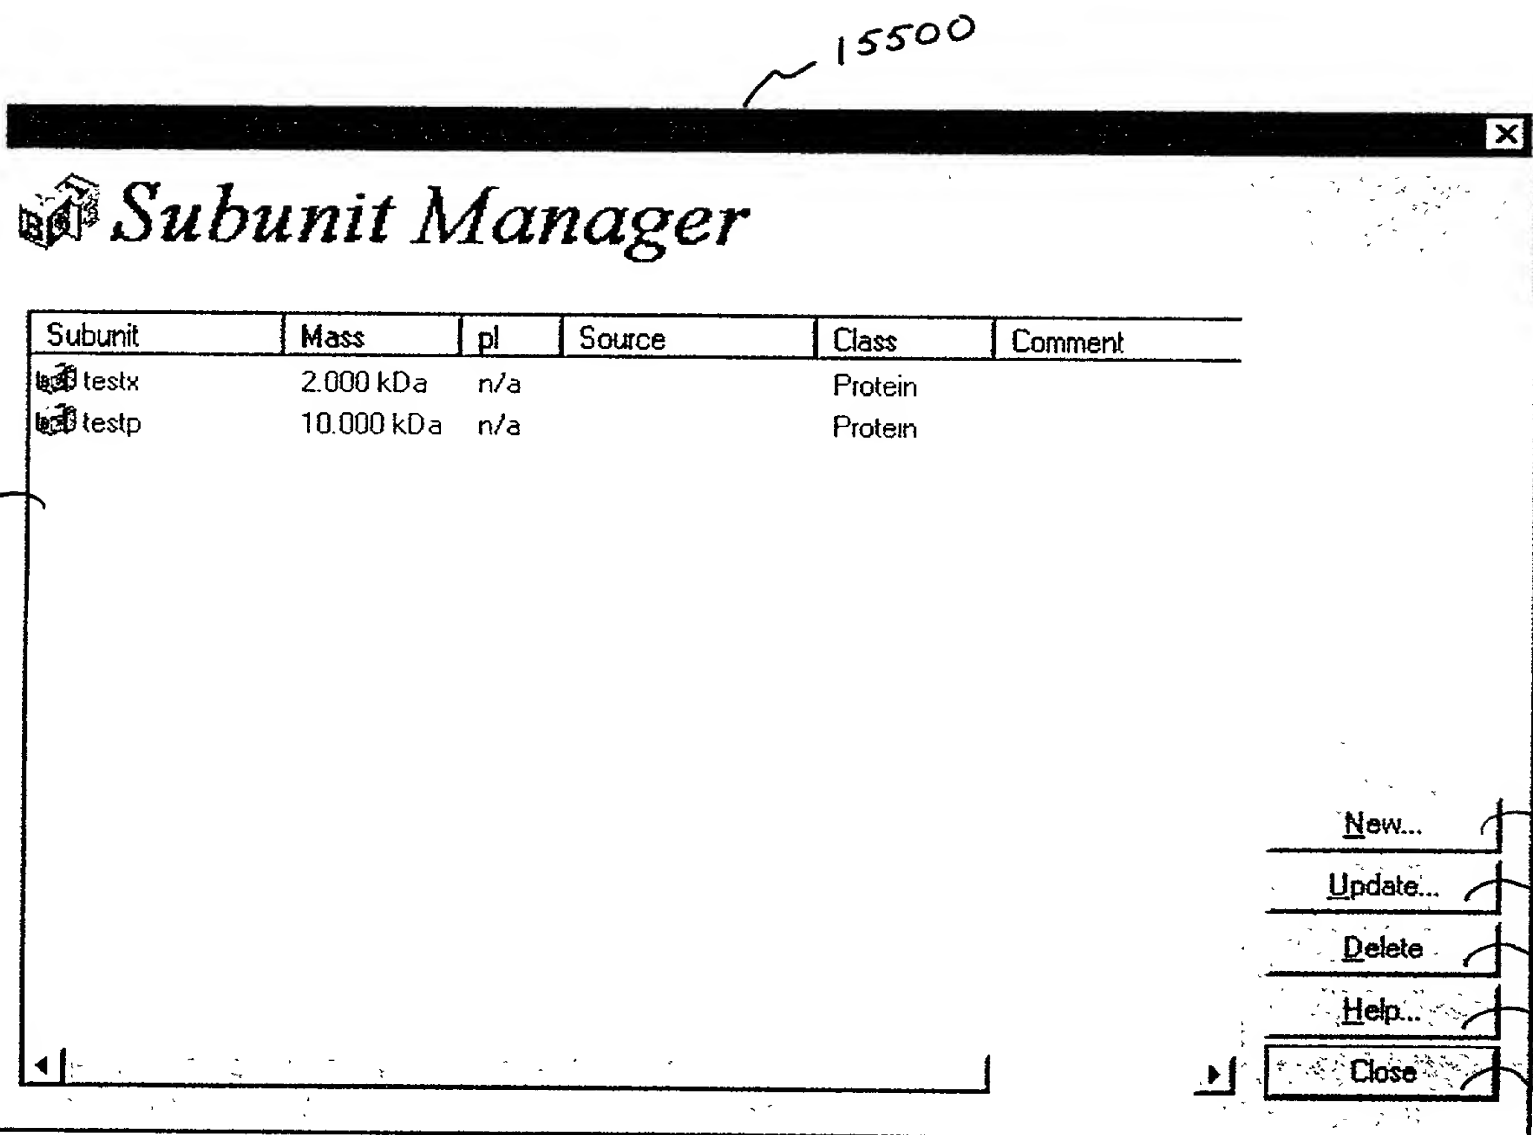 15500
Subunit Manager
Subunit Mass pI Source Class Comment
testx 2.000 kDa n/a Protein
testp 10.000 kDa n/a Protein
New...
Update...
Delete
Help...
Close